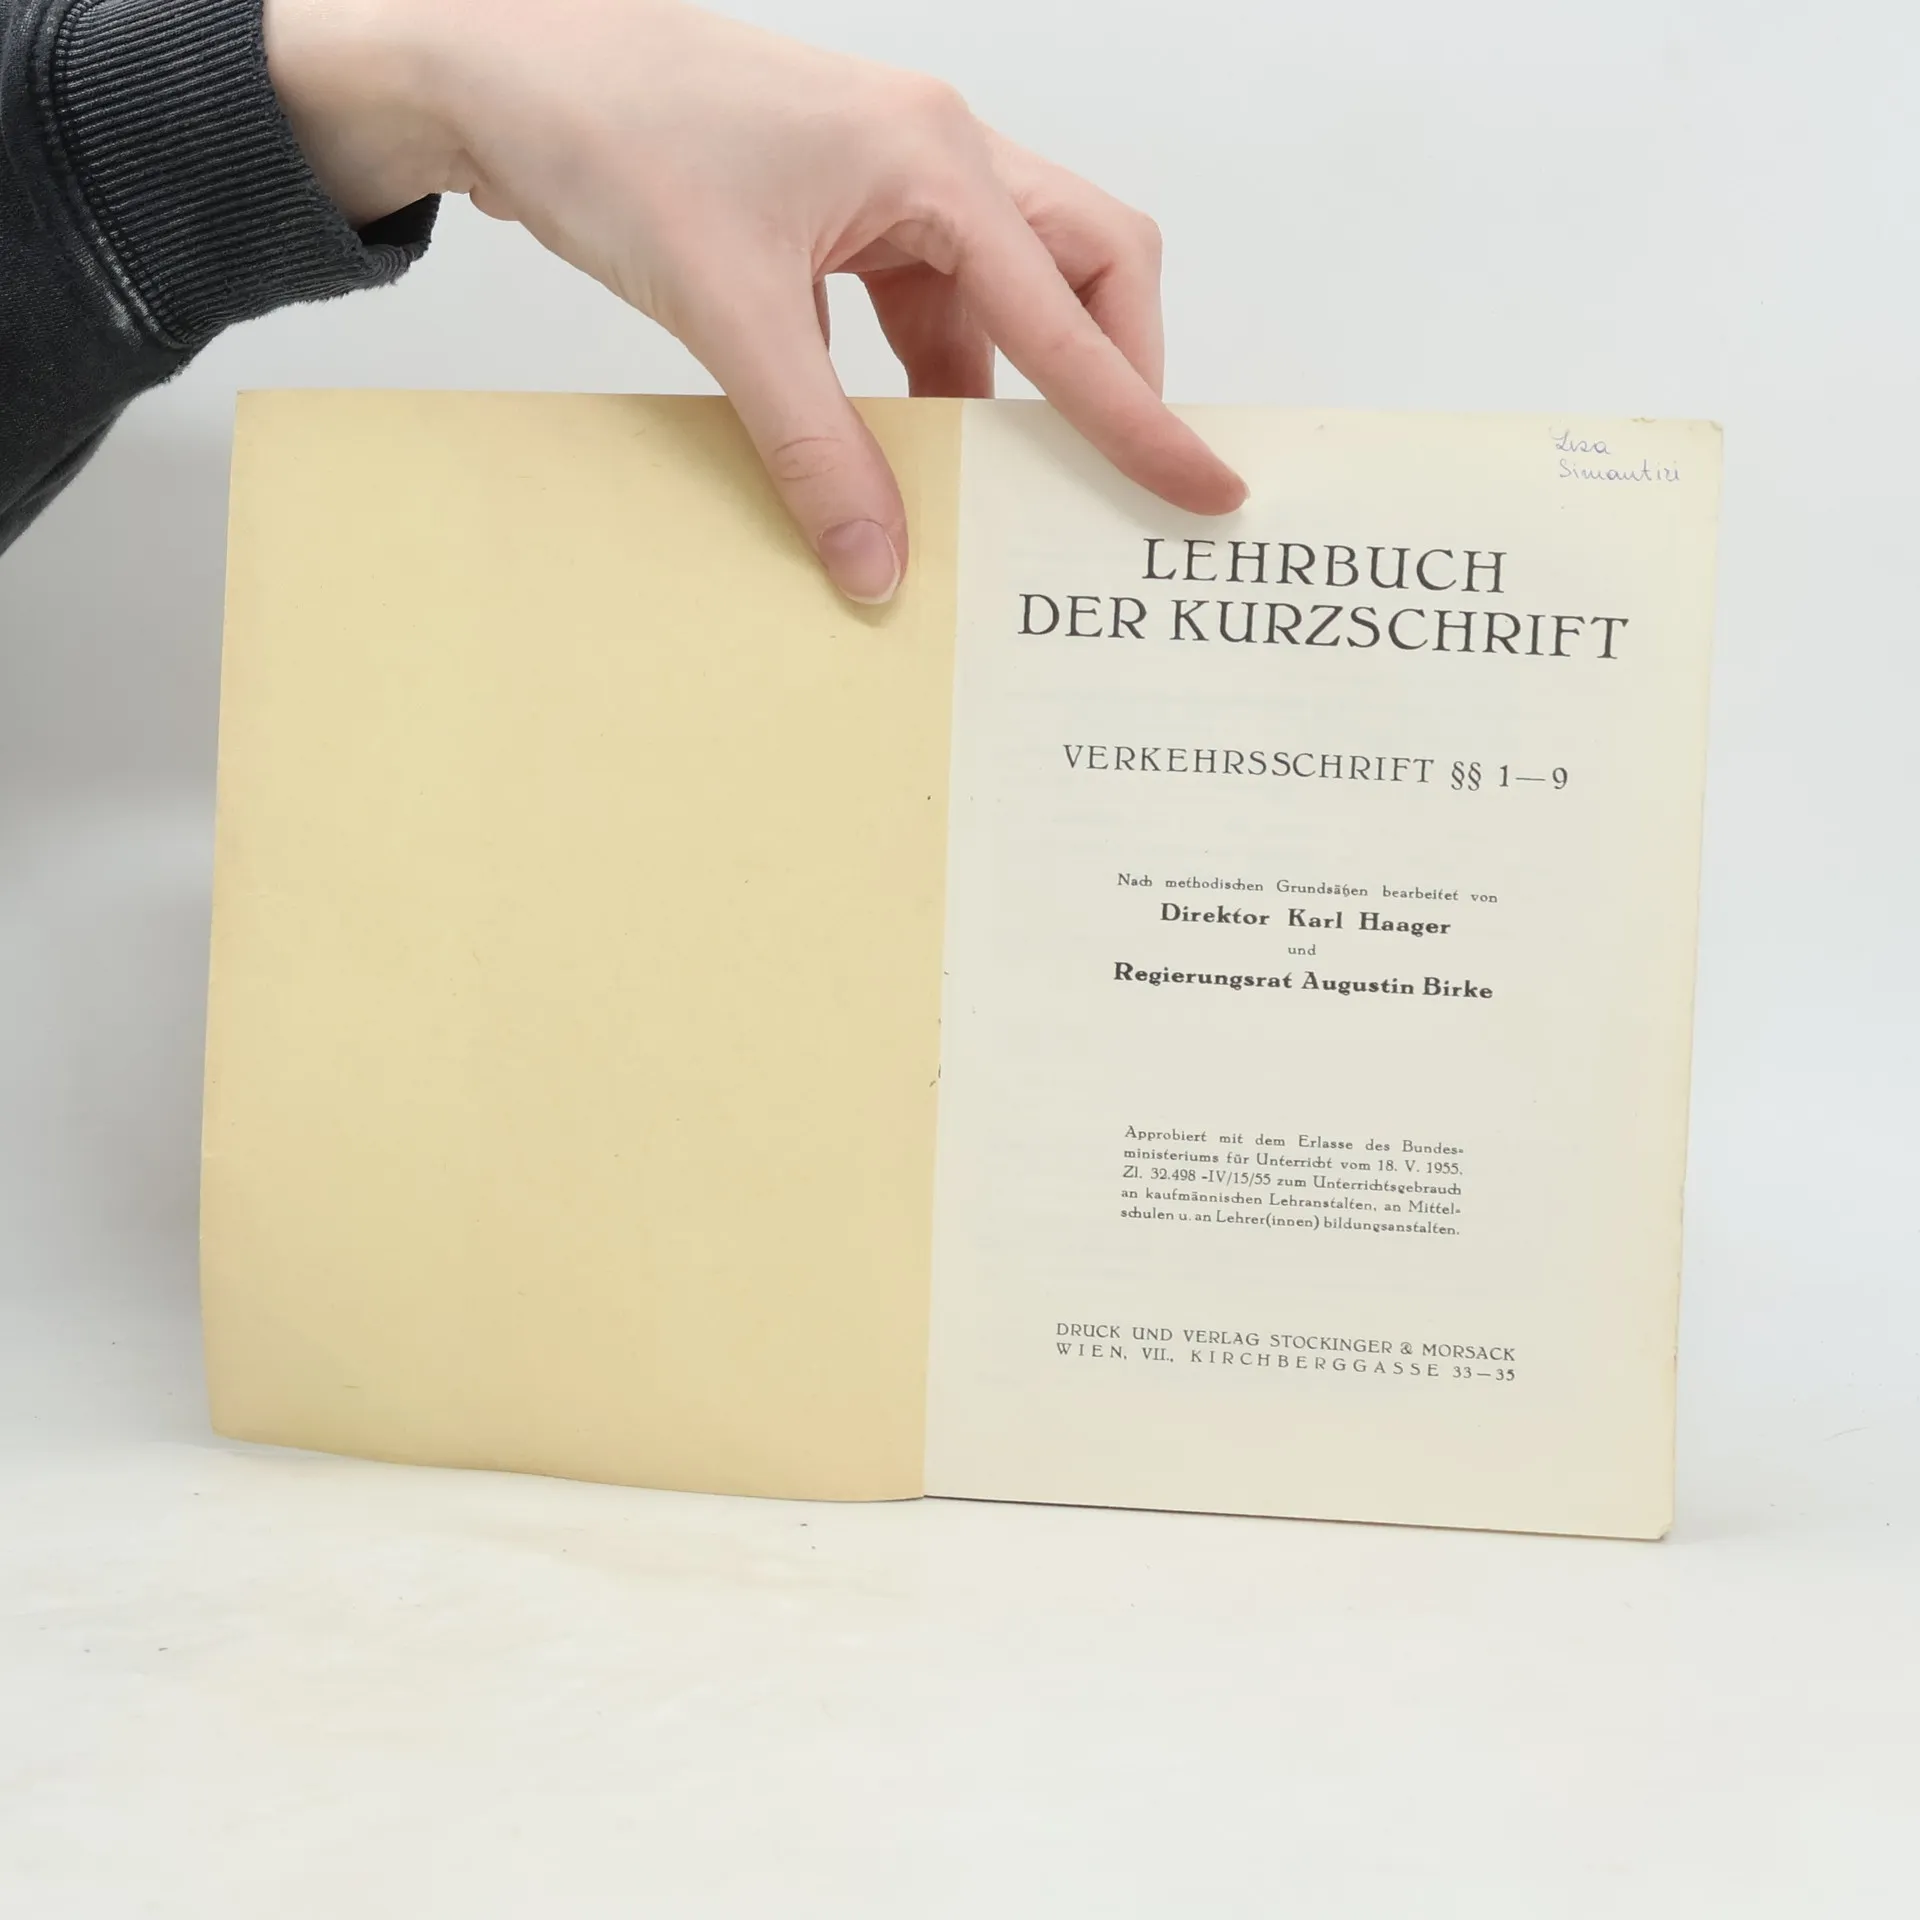 Lisa
Simantiri
LEHRBUCH
DER KURZSCHRIFT
VERKEHRSSCHRIFT §§ 1—9
Nach methodischen Grundsätzen bearbeitet von
Direktor Karl Haager
und
Regierungsrat Augustin Birke
Approbiert mit dem Erlasse des Bundes=
ministeriums für Unterricht vom 18. V. 1955.
Zl. 32.498 -IV/15/55 zum Unterrichtsgebrauch
an kaufmännischen Lehranstalten, an Mittel=
schulen u. an Lehrer(innen) bildungsanstalten.
DRUCK UND VERLAG STOCKINGER & MORSACK
WIEN, VII., KIRCHBERGGASSE 33—35